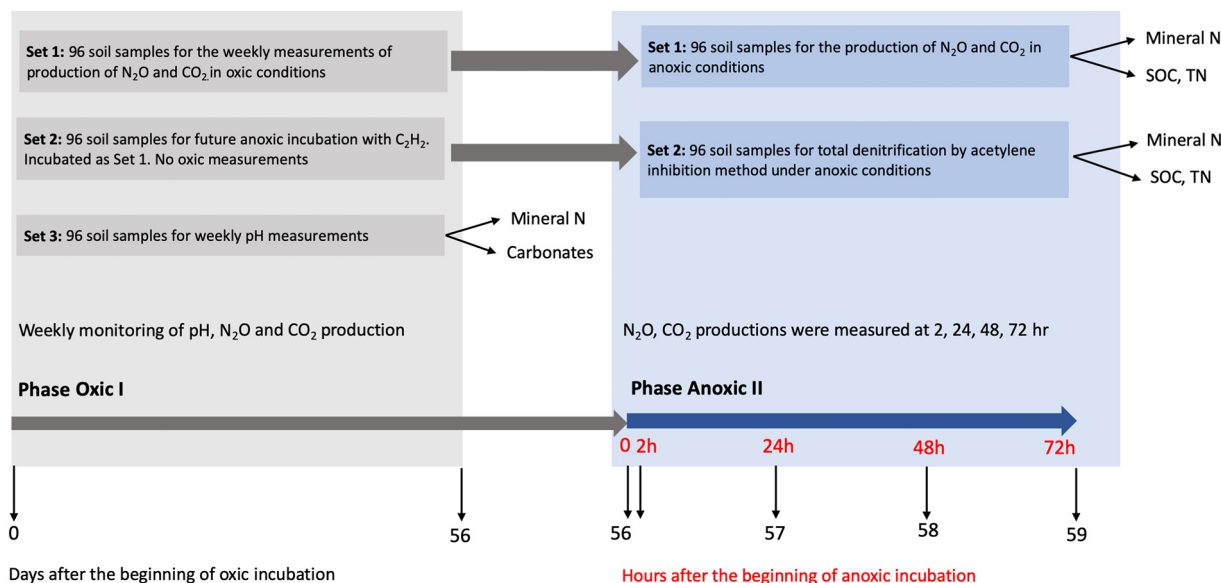 Set 1: 96 soil samples for the weekly measurements of
production of N₂O and CO₂ in oxic conditions
Set 2: 96 soil samples for future anoxic incubation with C₂H₂.
Incubated as Set 1. No oxic measurements
Set 3: 96 soil samples for weekly pH measurements
Mineral N
Carbonates
Weekly monitoring of pH, N₂O and CO₂ production
Phase Oxic I
Set 1: 96 soil samples for the production of N₂O and CO₂ in
anoxic conditions
Mineral N
SOC, TN
Set 2: 96 soil samples for total denitrification by acetylene
inhibition method under anoxic conditions
Mineral N
SOC, TN
N₂O, CO₂ productions were measured at 2, 24, 48, 72 hr
Phase Anoxic II
0 2h 24h 48h 72h
0 56 56 57 58 59
Days after the beginning of oxic incubation
Hours after the beginning of anoxic incubation